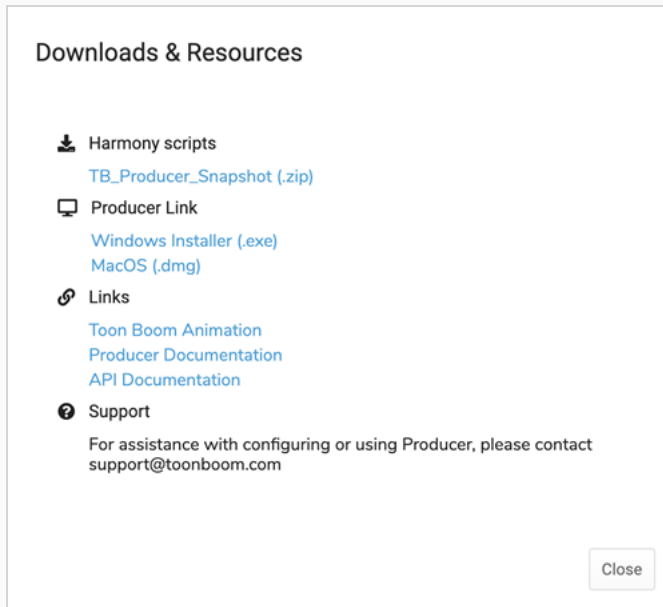 Downloads & Resources
Harmony scripts
TB_Producer_Snapshot (.zip)
Producer Link
Windows Installer (.exe)
MacOS (.dmg)
Links
Toon Boom Animation
Producer Documentation
API Documentation
Support
For assistance with configuring or using Producer, please contact
support@toonboom.com
Close